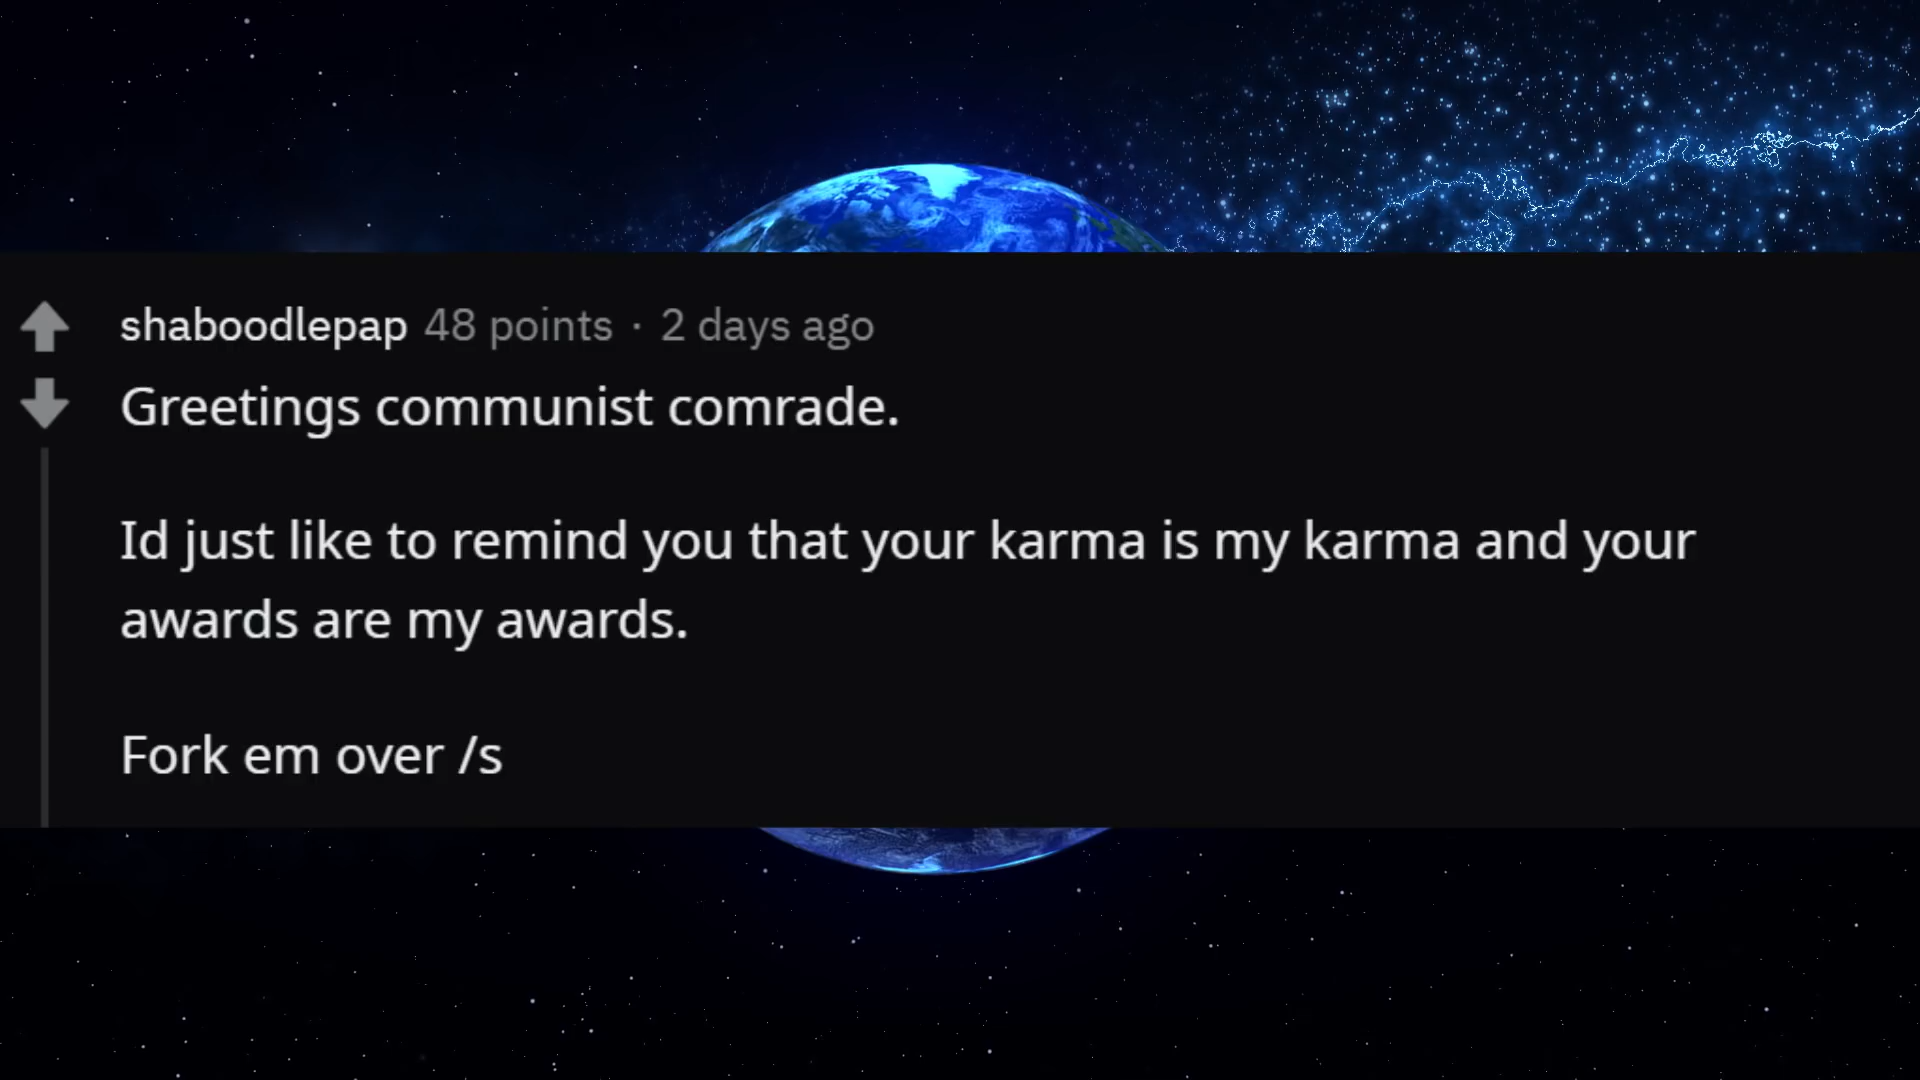 shaboodlepap 48 points · 2 days ago
Greetings communist comrade.
Id just like to remind you that your karma is my karma and your
awards are my awards.
Fork em over /s